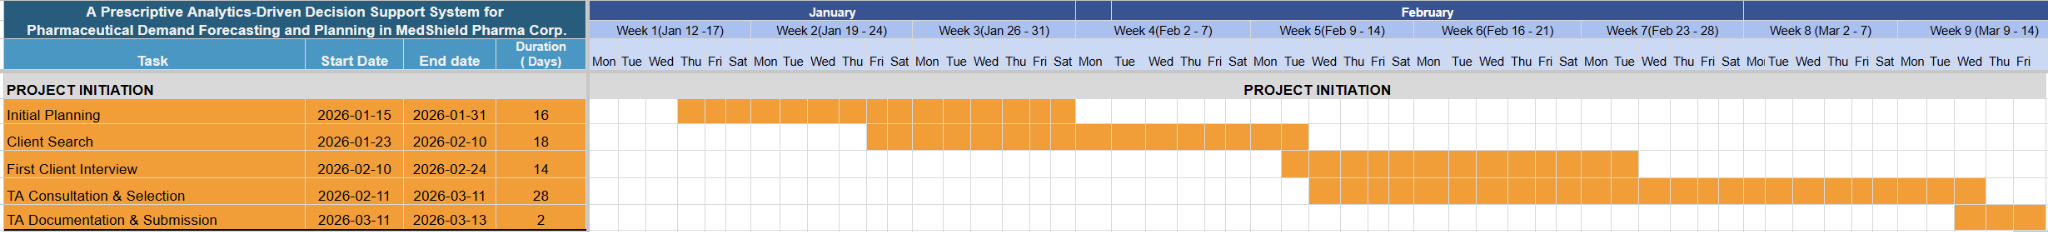 A Prescriptive Analytics-Driven Decision Support System for
Pharmaceutical Demand Forecasting and Planning in MedShield Pharma Corp.
January February
Week 1(Jan 12 -17) Week 2(Jan 19 - 24) Week 3(Jan 26 - 31) Week 4(Feb 2 - 7) Week 5(Feb 9 - 14) Week 6(Feb 16 - 21) Week 7(Feb 23 - 28) Week 8 (Mar 2 - 7) Week 9 (Mar 9 - 14)
Task Start Date End date Duration
( Days)
Mon Tue Wed Thu Fri Sat Mon Tue Wed Thu Fri Sat Mon Tue Wed Thu Fri Sat Mon Tue Wed Thu Fri Sat Mon Tue Wed Thu Fri Sat Mon Tue Wed Thu Fri Sat Mon Tue Wed Thu Fri Sat Mon Tue Wed Thu Fri Sat Mon Tue Wed Thu Fri
PROJECT INITIATION PROJECT INITIATION
Initial Planning 2026-01-15 2026-01-31 16
Client Search 2026-01-23 2026-02-10 18
First Client Interview 2026-02-10 2026-02-24 14
TA Consultation & Selection 2026-02-11 2026-03-11 28
TA Documentation & Submission 2026-03-11 2026-03-13 2